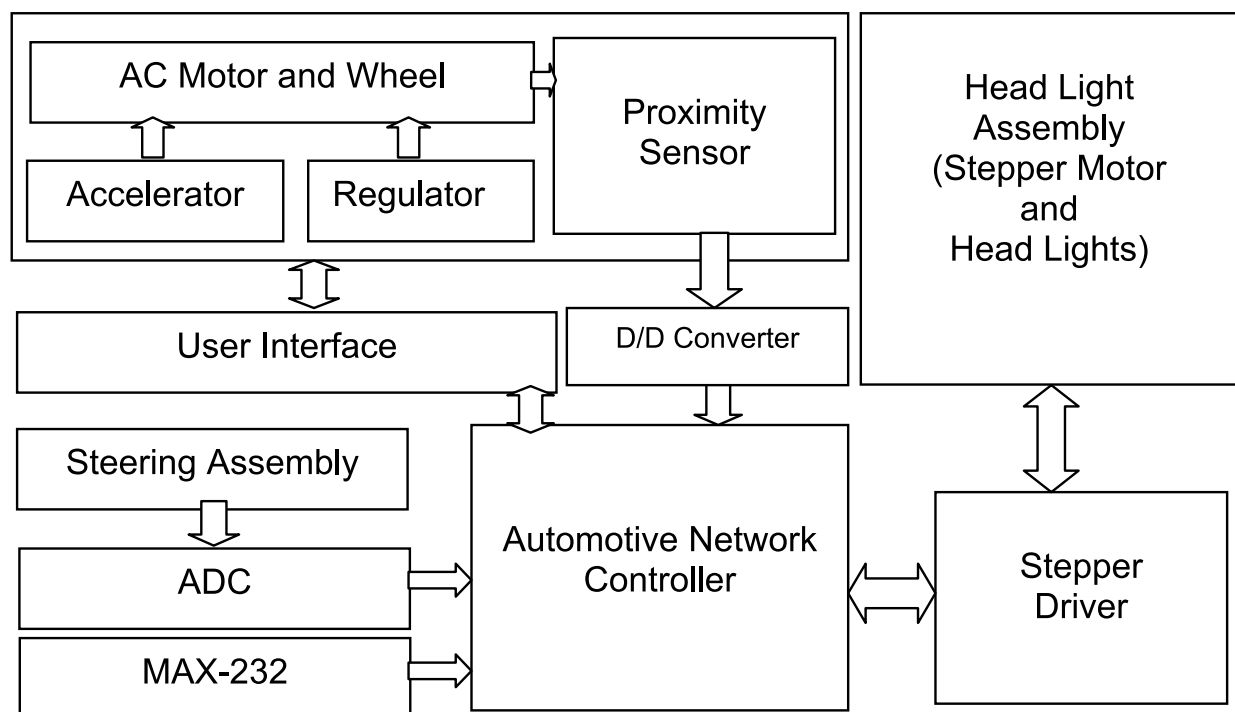 AC Motor and Wheel
Proximity
Sensor
Accelerator
Regulator
Head Light
Assembly
(Stepper Motor
and
Head Lights)
User Interface
D/D Converter
Steering Assembly
ADC
MAX-232
Automotive Network
Controller
Stepper
Driver